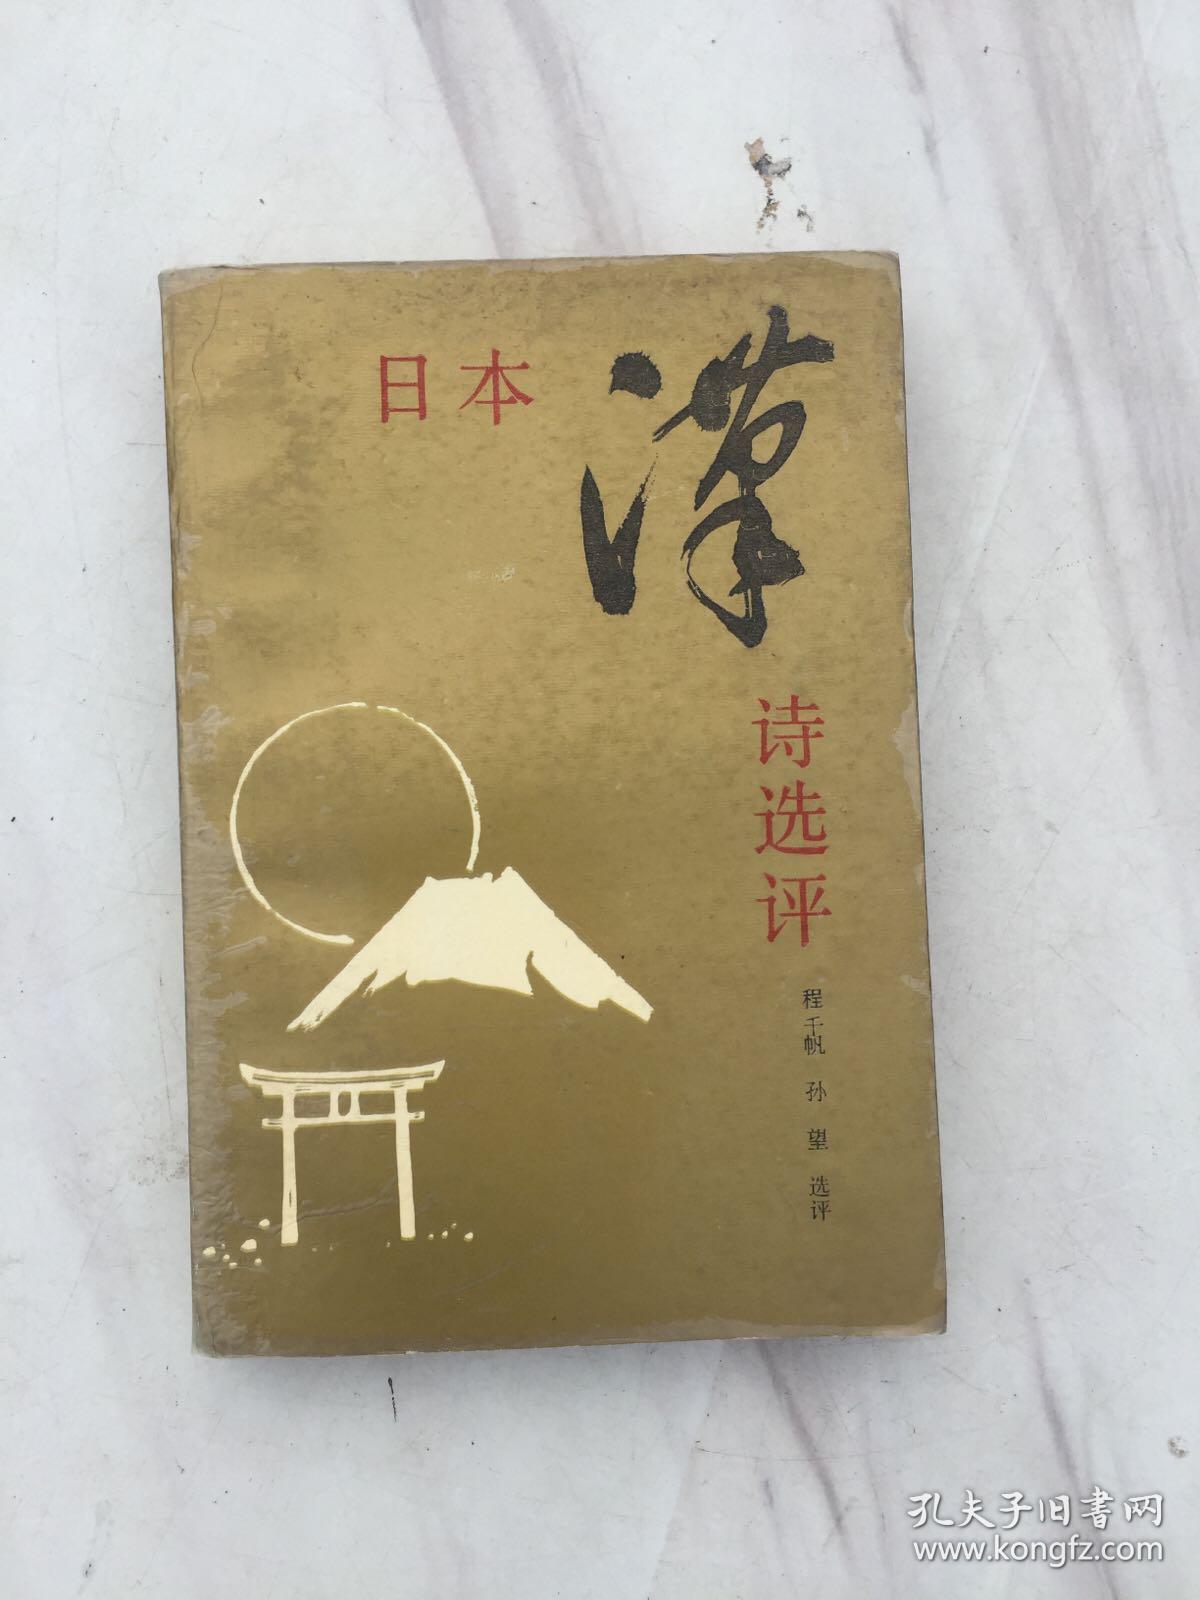 日本
漢
诗选评
程千帆 孙望 选评
孔夫子旧书网
www.kongfz.com